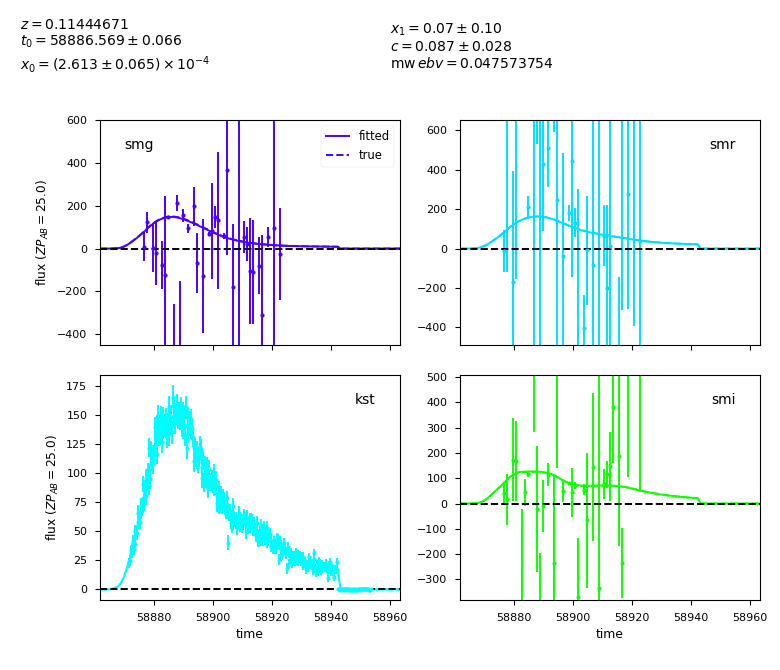 z = 0.11444671
t₀ = 58886.569 ± 0.066
x₀ = (2.613 ± 0.065) × 10⁻⁴
x₁ = 0.07 ± 0.10
c = 0.087 ± 0.028
mw ebv = 0.047573754
smg
fitted
true
600
400
200
0
−200
−400
flux (ZP_AB = 25.0)
smr
600
400
200
0
−200
−400
kst
175
150
125
100
75
50
25
0
flux (ZP_AB = 25.0)
58880 58900 58920 58940 58960
time
smi
500
400
300
200
100
0
−100
−200
−300
58880 58900 58920 58940 58960
time